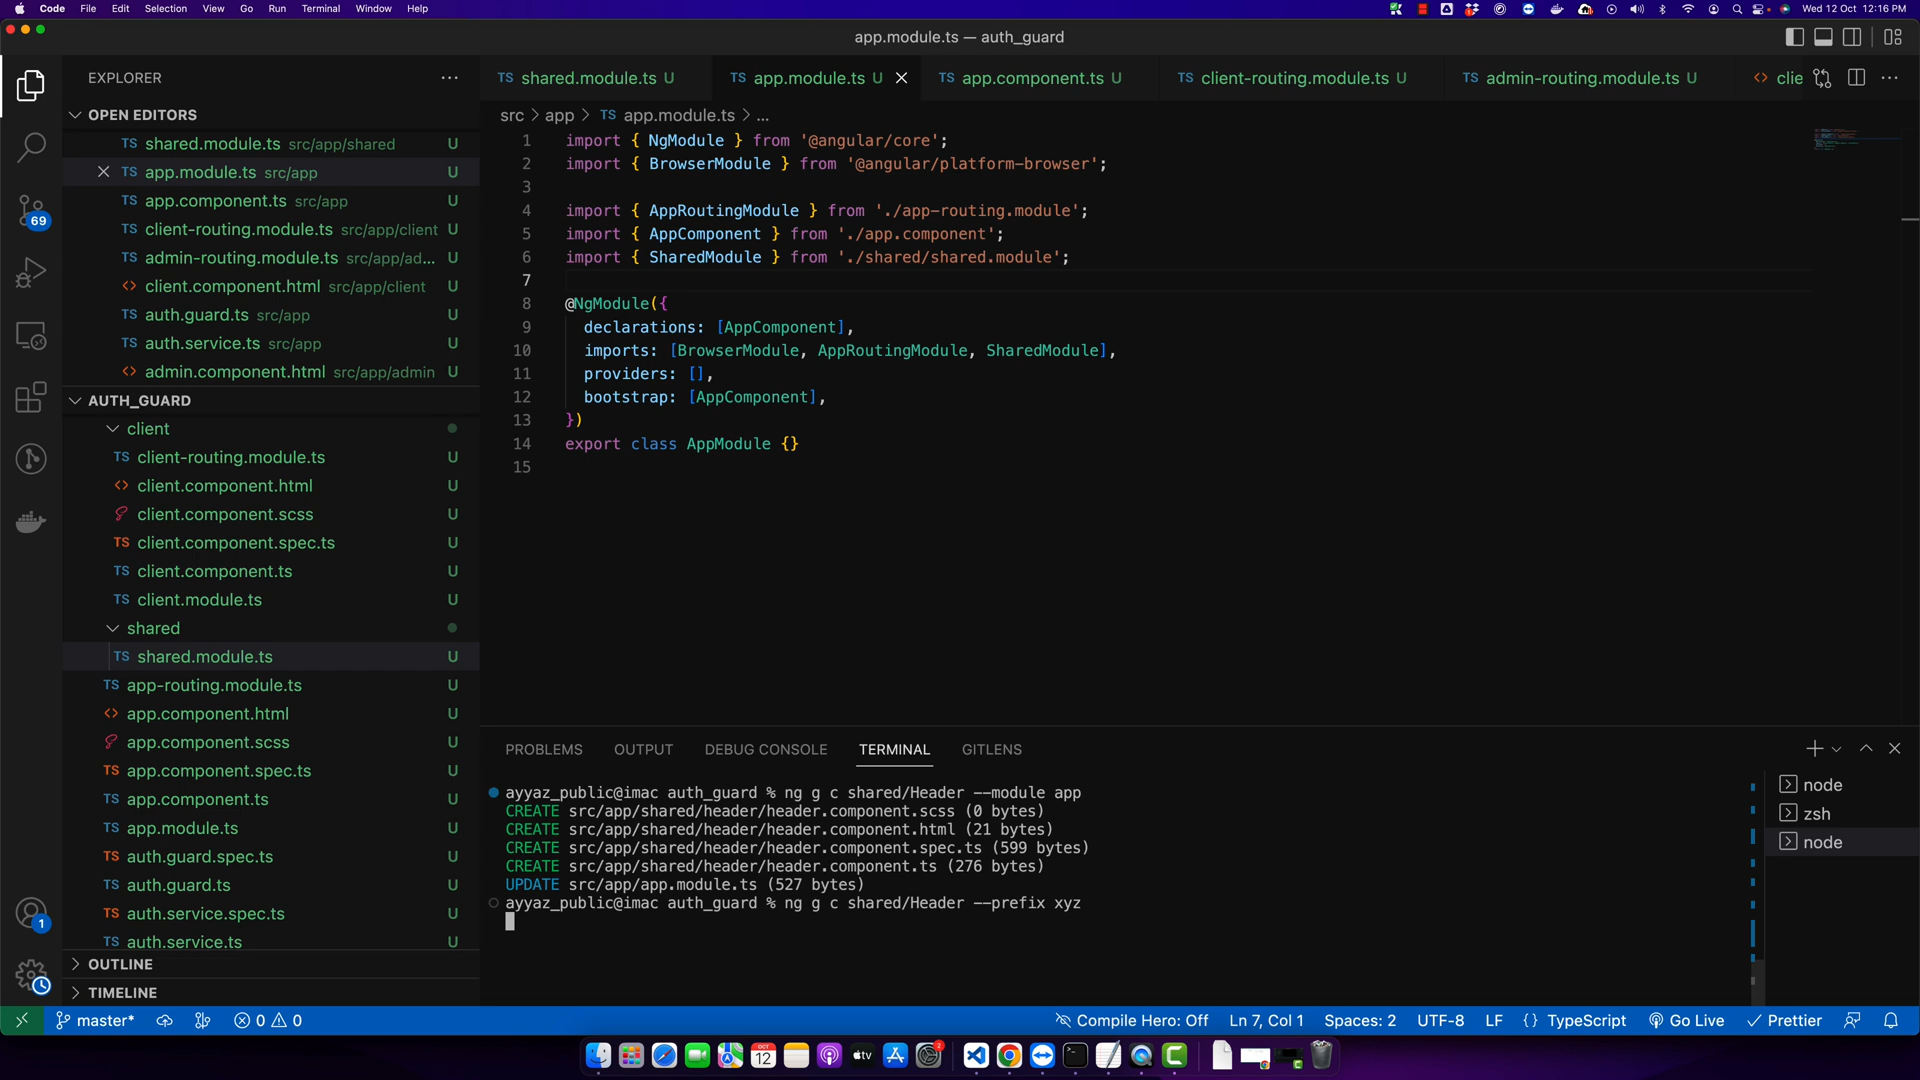 Code File Edit Selection View Go Run Terminal Window Help Wed 12 Oct 12:16 PM
app.module.ts — auth_guard
EXPLORER
OPEN EDITORS
TS shared.module.ts src/app/shared U
TS app.module.ts src/app U
TS app.component.ts src/app U
TS client-routing.module.ts src/app/client U
TS admin-routing.module.ts src/app/ad... U
<> client.component.html src/app/client U
TS auth.guard.ts src/app U
TS auth.service.ts src/app U
<> admin.component.html src/app/admin U
AUTH_GUARD
client
TS client-routing.module.ts U
<> client.component.html U
client.component.scss U
TS client.component.spec.ts U
TS client.component.ts U
TS client.module.ts U
shared
TS shared.module.ts U
TS app-routing.module.ts U
<> app.component.html U
app.component.scss U
TS app.component.spec.ts U
TS app.component.ts U
TS app.module.ts U
TS auth.guard.spec.ts U
TS auth.guard.ts U
TS auth.service.spec.ts U
TS auth.service.ts U
OUTLINE
TIMELINE
69
1
TS shared.module.ts U TS app.module.ts U TS app.component.ts U TS client-routing.module.ts U TS admin-routing.module.ts U <> clie
src > app > TS app.module.ts > ...
1 import { NgModule } from '@angular/core';
2 import { BrowserModule } from '@angular/platform-browser';
3
4 import { AppRoutingModule } from './app-routing.module';
5 import { AppComponent } from './app.component';
6 import { SharedModule } from './shared/shared.module';
7
8 @NgModule({
9 declarations: [AppComponent],
10 imports: [BrowserModule, AppRoutingModule, SharedModule],
11 providers: [],
12 bootstrap: [AppComponent],
13 })
14 export class AppModule {}
15
PROBLEMS OUTPUT DEBUG CONSOLE TERMINAL GITLENS
ayyaz_public@imac auth_guard % ng g c shared/Header --module app
CREATE src/app/shared/header/header.component.scss (0 bytes)
CREATE src/app/shared/header/header.component.html (21 bytes)
CREATE src/app/shared/header/header.component.spec.ts (599 bytes)
CREATE src/app/shared/header/header.component.ts (276 bytes)
UPDATE src/app/app.module.ts (527 bytes)
ayyaz_public@imac auth_guard % ng g c shared/Header --prefix xyz
node
zsh
node
master* 0 0 Compile Hero: Off Ln 7, Col 1 Spaces: 2 UTF-8 LF {} TypeScript Go Live Prettier
OCT
12
tv
2